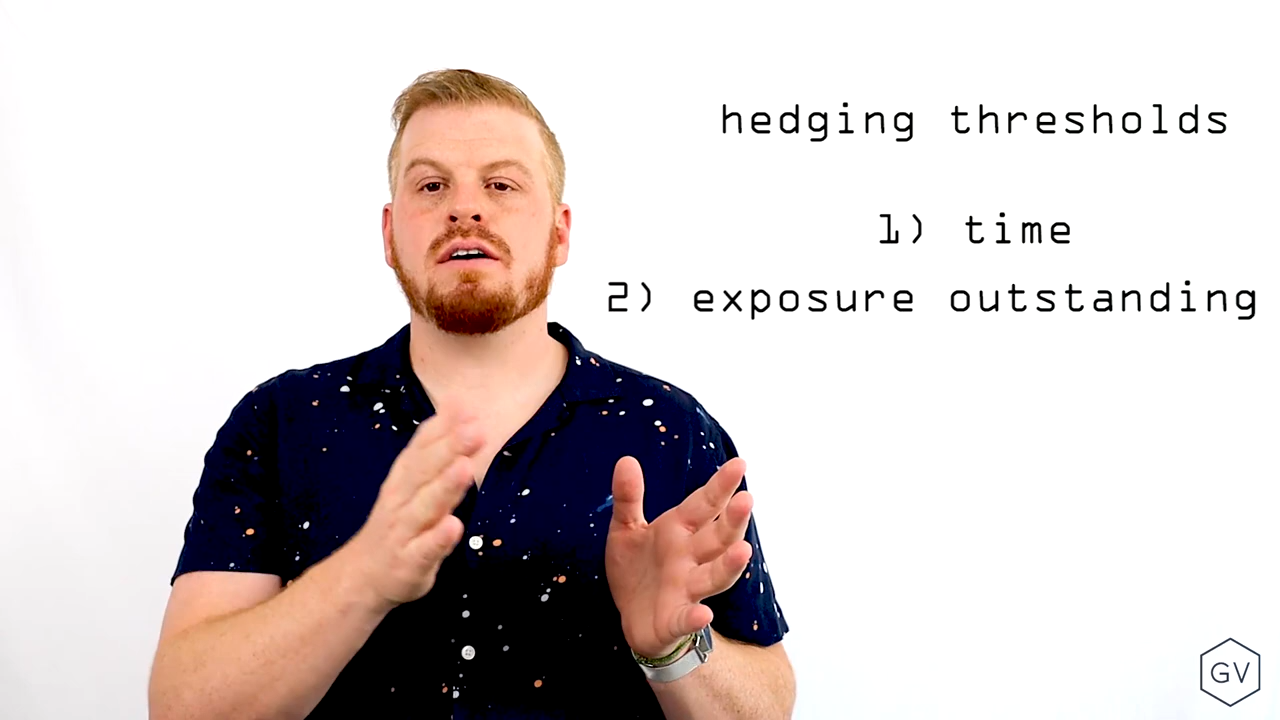 hedging thresholds
1) time
2) exposure outstanding
GV